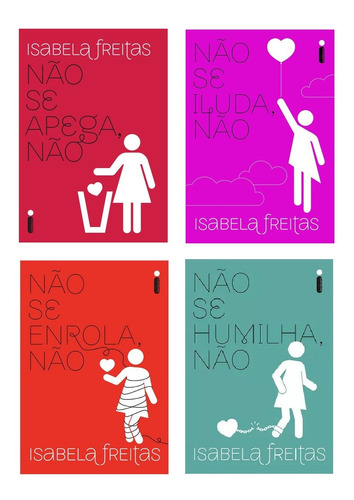 ISABELA FREITAS
NÃO
SE
APEGA,
NÃO
NÃO
SE
ILUDA,
NÃO
ISABELA FREITAS
NÃO
SE
ENROLA,
NÃO
ISABELA FREITAS
NÃO
SE
HUMILHA,
NÃO
ISABELA FREITAS